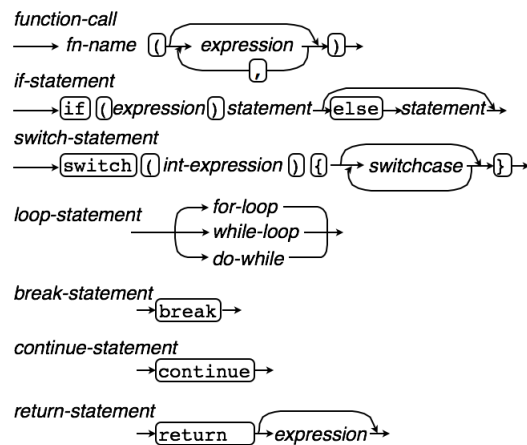 function-call
fn-name ( expression )
,
if-statement
if ( expression ) statement else statement
switch-statement
switch ( int-expression ) { switchcase }
for-loop
loop-statement
while-loop
do-while
break-statement
break
continue-statement
continue
return-statement
return expression